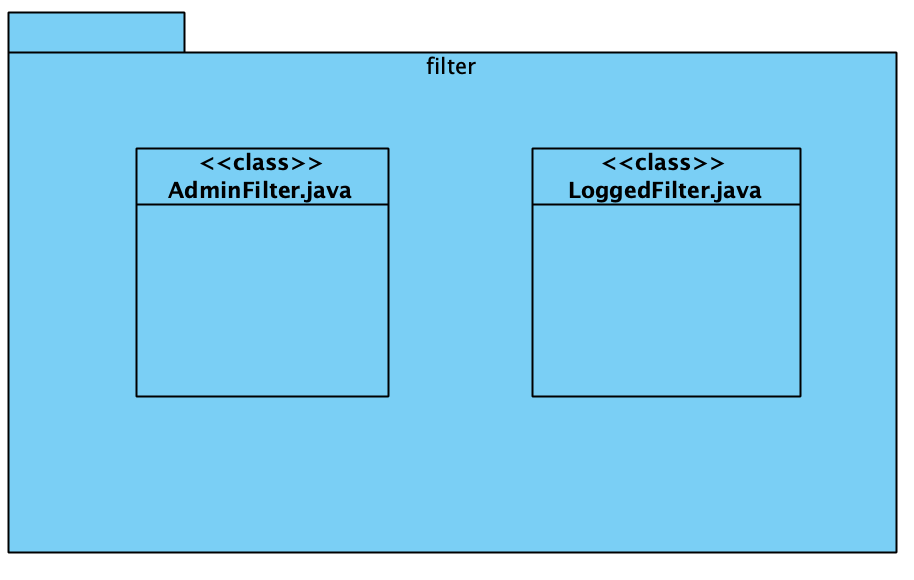 filter
<<class>>
AdminFilter.java
<<class>>
LoggedFilter.java